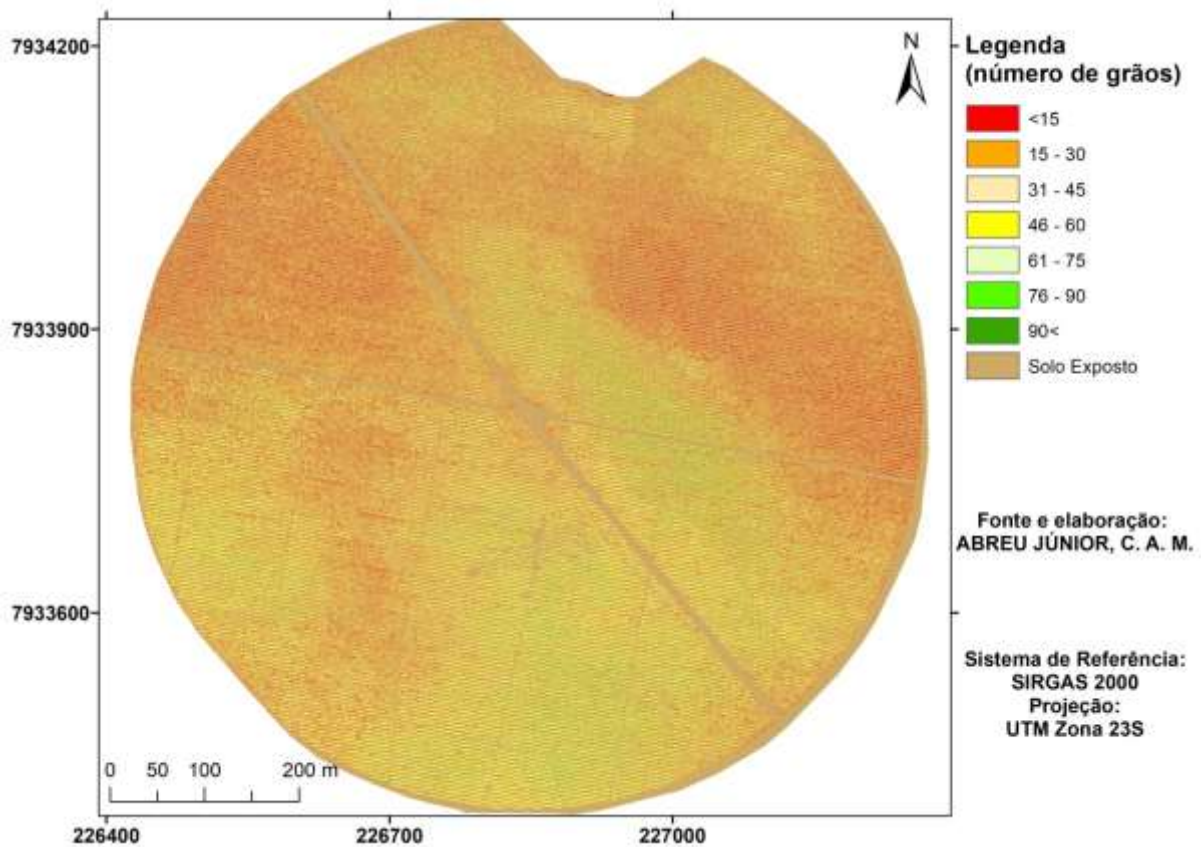 7934200
7933900
7933600
226400
226700
227000
0 50 100 200 m
N
Legenda
(número de grãos)
<15
15 - 30
31 - 45
46 - 60
61 - 75
76 - 90
90<
Solo Exposto
Fonte e elaboração:
ABREU JÚNIOR, C. A. M.
Sistema de Referência:
SIRGAS 2000
Projeção:
UTM Zona 23S